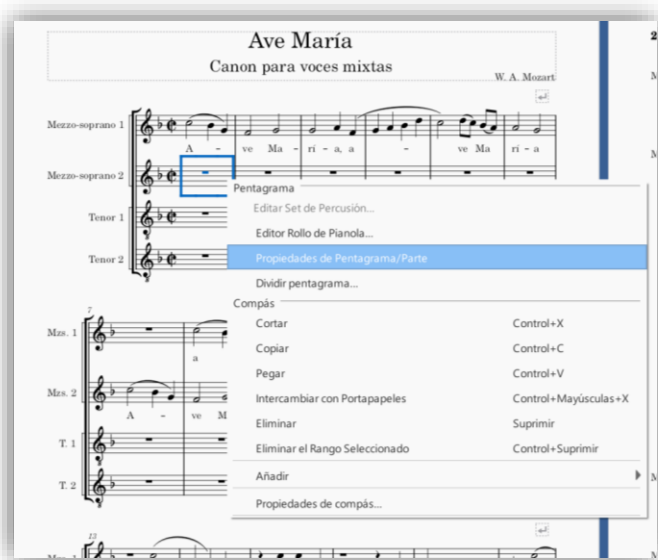 Ave María
Canon para voces mixtas
W. A. Mozart
2
Mezzo-soprano 1
A - ve Ma - ri - a, a - ve Ma ri - a
Mezzo-soprano 2
Pentagrama
Editar Set de Percusión...
Tenor 1
Editor Rollo de Pianola...
Tenor 2
Propiedades de Pentagrama/Parte
Dividir pentagrama...
Compás
7
Mzs. 1
Cortar Control+X
Copiar Control+C
a
Pegar Control+V
Mzs. 2
Intercambiar con Portapapeles Control+Mayúsculas+X
A - ve M
Eliminar Suprimir
T. 1
Eliminar el Rango Seleccionado Control+Suprimir
Añadir
T. 2
Propiedades de compás...
13